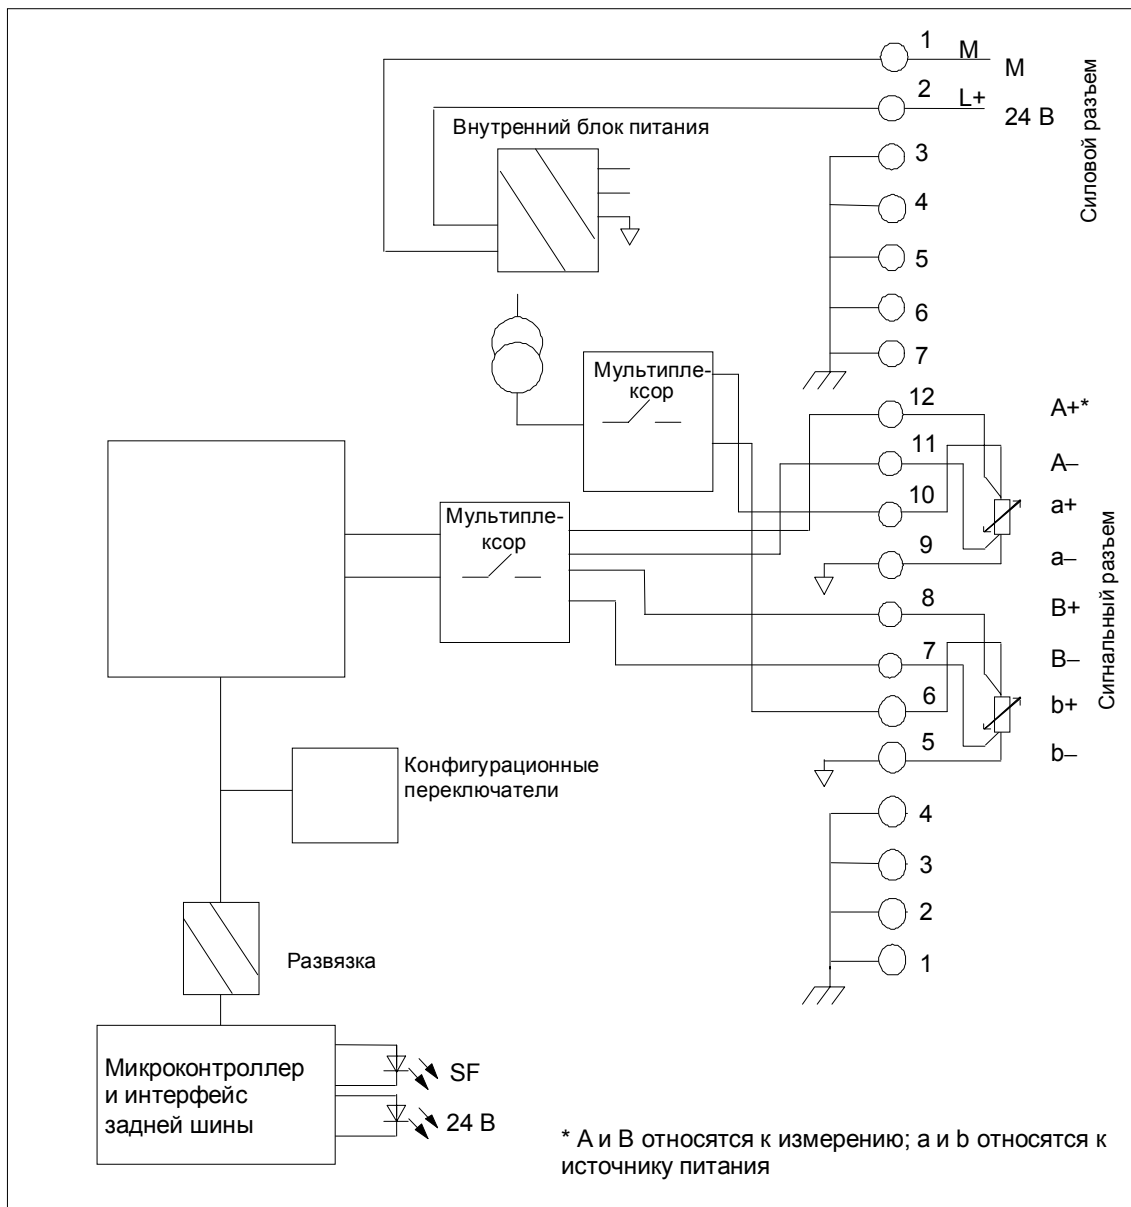 1
M
M
2
L+
24 В
Силовой разъем
Внутренний блок питания
3
4
5
6
7
Мультипле-
ксор
12
A+*
11
A–
10
a+
9
a–
Мультипле-
ксор
8
B+
7
B–
6
b+
5
b–
Сигнальный разъем
Конфигурационные
переключатели
4
3
2
1
Развязка
Микроконтроллер
и интерфейс
задней шины
SF
24 В
* А и В относятся к измерению; a и b относятся к
источнику питания